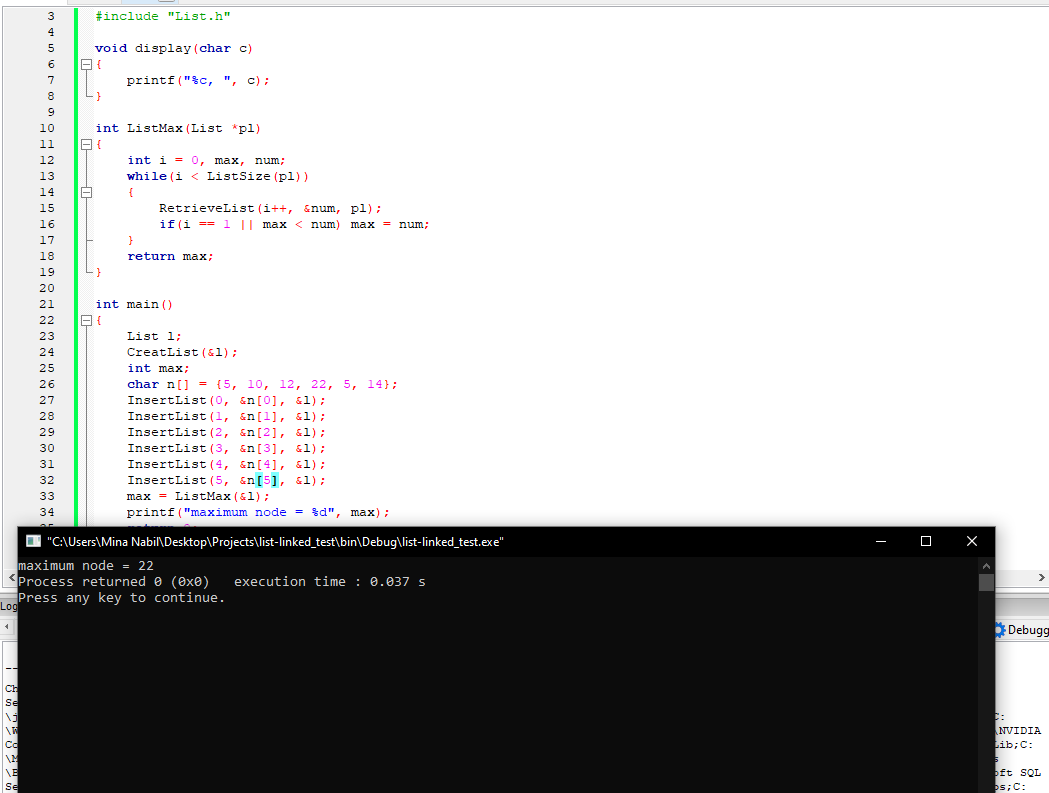 3 #include "List.h"
4
5 void display(char c)
6 {
7 printf("%c, ", c);
8 }
9
10 int ListMax(List *pl)
11 {
12 int i = 0, max, num;
13 while(i < ListSize(pl))
14 {
15 RetrieveList(i++, &num, pl);
16 if(i == 1 || max < num) max = num;
17 }
18 return max;
19 }
20
21 int main()
22 {
23 List l;
24 CreatList(&l);
25 int max;
26 char n[] = {5, 10, 12, 22, 5, 14};
27 InsertList(0, &n[0], &l);
28 InsertList(1, &n[1], &l);
29 InsertList(2, &n[2], &l);
30 InsertList(3, &n[3], &l);
31 InsertList(4, &n[4], &l);
32 InsertList(5, &n[5], &l);
33 max = ListMax(&l);
34 printf("maximum node = %d", max);
"C:\Users\Mina Nabil\Desktop\Projects\list-linked_test\bin\Debug\list-linked_test.exe"
maximum node = 22
Process returned 0 (0x0) execution time : 0.037 s
Press any key to continue.
Log
Debugg
Ch
Se
\j C:
\W \NVIDIA
Co Lib;C:
\M s
\E oft SQL
Se ps;C: